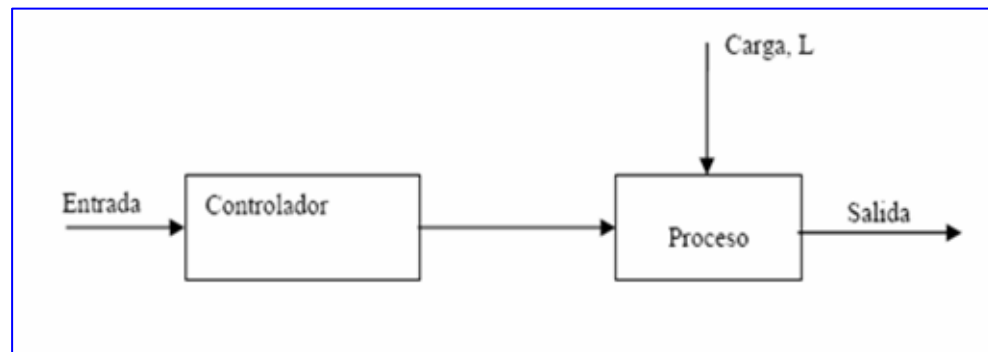 Carga, L
Entrada
Controlador
Proceso
Salida